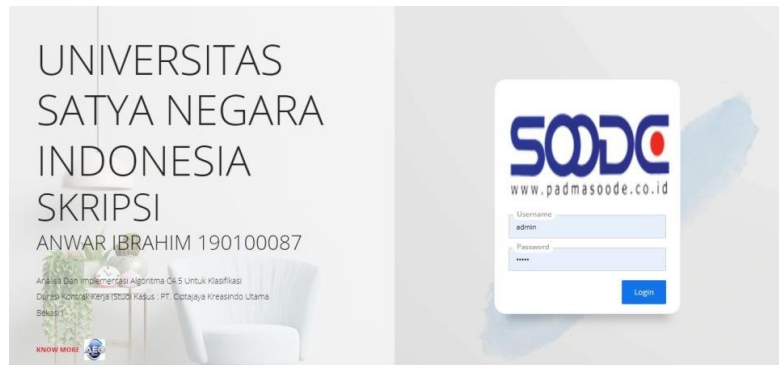 UNIVERSITAS
SATYA NEGARA
INDONESIA
SKRIPSI
ANWAR IBRAHIM 190100087
Analisa Dan Implementasi Algoritma C4.5 Untuk Klasifikasi
Durasi Kontrak Kerja (Studi Kasus : PT. Ciptajaya Kreasindo Utama
Bekasi )
KNOW MORE AEO
SOODE
www.padmasoode.co.id
Username
admin
Password
•••••
Login